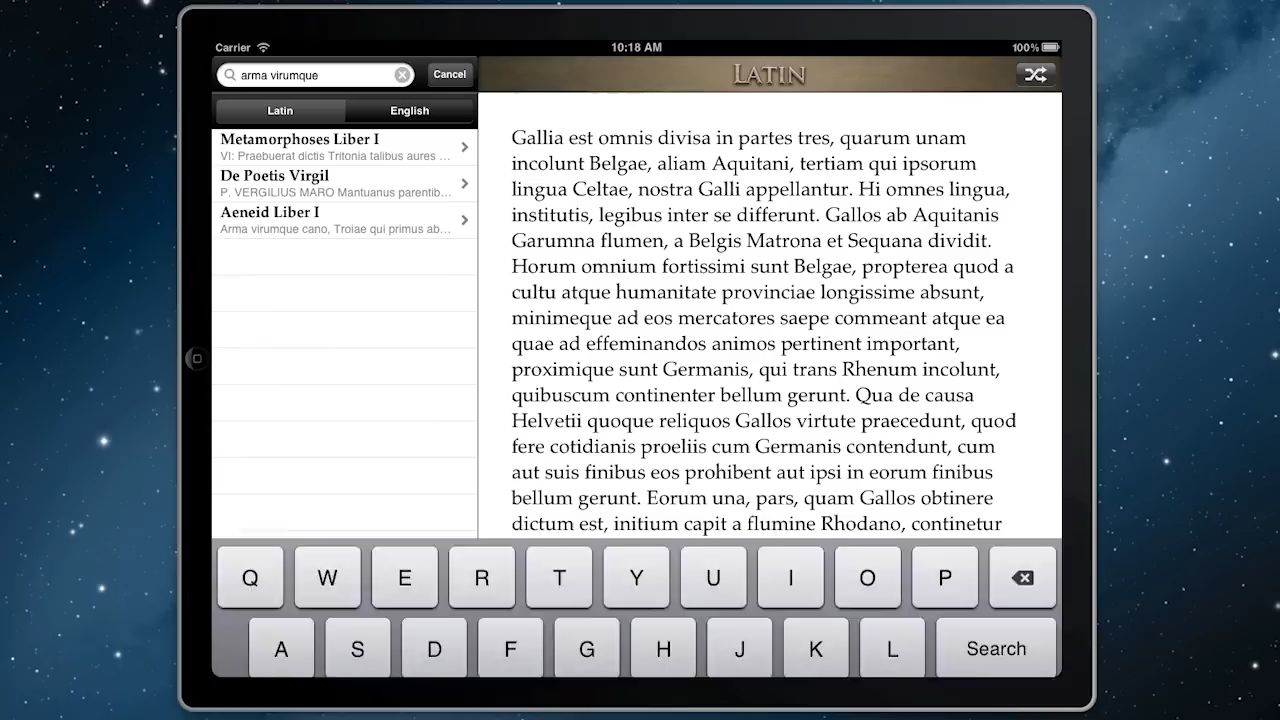 Carrier
10:18 AM
100%
arma virumque
Cancel
LATIN
Latin
English
Metamorphoses Liber I
VI: Praebuerat dictis Tritonia talibus aures ...
De Poetis Virgil
P. VERGILIUS MARO Mantuanus parentib...
Aeneid Liber I
Arma virumque cano, Troiae qui primus ab...
Gallia est omnis divisa in partes tres, quarum unam
incolunt Belgae, aliam Aquitani, tertiam qui ipsorum
lingua Celtae, nostra Galli appellantur. Hi omnes lingua,
institutis, legibus inter se differunt. Gallos ab Aquitanis
Garumna flumen, a Belgis Matrona et Sequana dividit.
Horum omnium fortissimi sunt Belgae, propterea quod a
cultu atque humanitate provinciae longissime absunt,
minimeque ad eos mercatores saepe commeant atque ea
quae ad effeminandos animos pertinent important,
proximique sunt Germanis, qui trans Rhenum incolunt,
quibuscum continenter bellum gerunt. Qua de causa
Helvetii quoque reliquos Gallos virtute praecedunt, quod
fere cotidianis proeliis cum Germanis contendunt, cum
aut suis finibus eos prohibent aut ipsi in eorum finibus
bellum gerunt. Eorum una, pars, quam Gallos obtinere
dictum est, initium capit a flumine Rhodano, continetur
Q W E R T Y U I O P
A S D F G H J K L Search